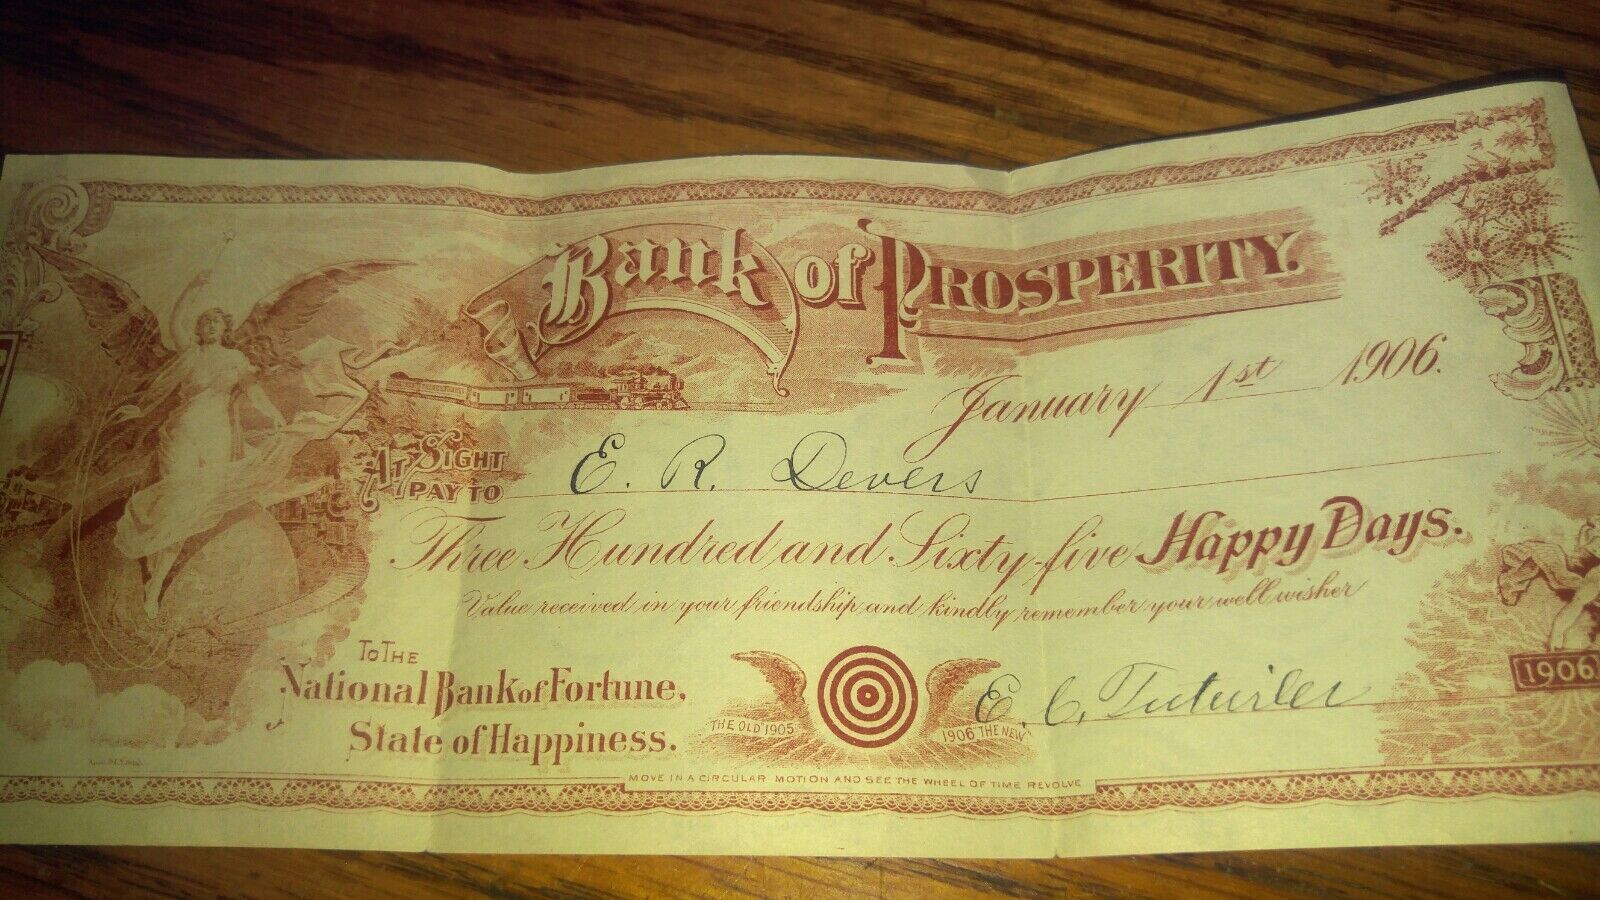 Bank of Prosperity.
January 1st 1906.
At Sight Pay to E. R. Devers
Three Hundred and Sixty-five Happy Days.
Value received in your friendship and kindly remember your well wisher
To The
National Bank of Fortune,
State of Happiness.
THE OLD 1905
1906 THE NEW
E. C. Tutwiler
1906
MOVE IN A CIRCULAR MOTION AND SEE THE WHEEL OF TIME REVOLVE